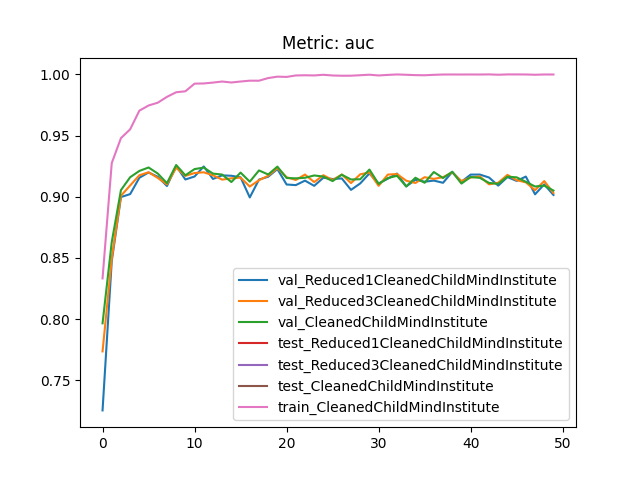 Metric: auc
1.00
0.95
0.90
0.85
0.80
0.75
val_Reduced1CleanedChildMindInstitute
val_Reduced3CleanedChildMindInstitute
val_CleanedChildMindInstitute
test_Reduced1CleanedChildMindInstitute
test_Reduced3CleanedChildMindInstitute
test_CleanedChildMindInstitute
train_CleanedChildMindInstitute
0 10 20 30 40 50